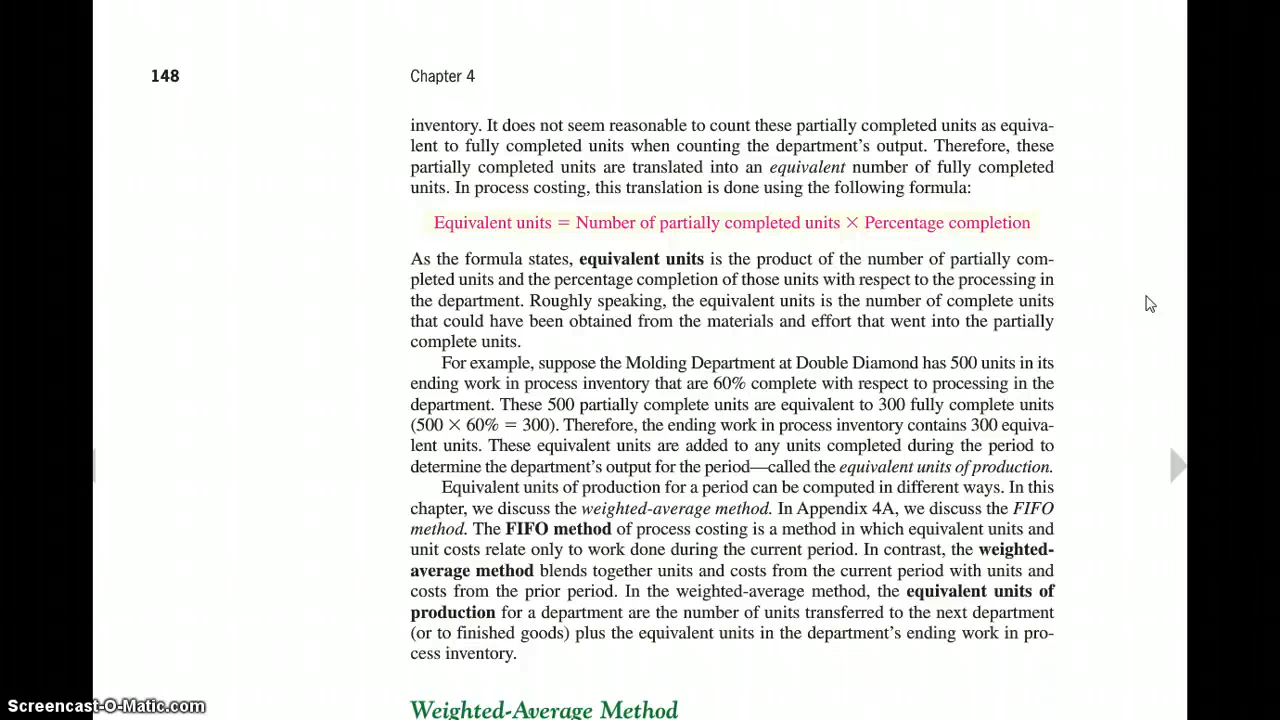 148
Chapter 4
inventory. It does not seem reasonable to count these partially completed units as equiva-
lent to fully completed units when counting the department's output. Therefore, these
partially completed units are translated into an equivalent number of fully completed
units. In process costing, this translation is done using the following formula:
Equivalent units = Number of partially completed units × Percentage completion
As the formula states, equivalent units is the product of the number of partially com-
pleted units and the percentage completion of those units with respect to the processing in
the department. Roughly speaking, the equivalent units is the number of complete units
that could have been obtained from the materials and effort that went into the partially
complete units.
For example, suppose the Molding Department at Double Diamond has 500 units in its
ending work in process inventory that are 60% complete with respect to processing in the
department. These 500 partially complete units are equivalent to 300 fully complete units
(500 × 60% = 300). Therefore, the ending work in process inventory contains 300 equiva-
lent units. These equivalent units are added to any units completed during the period to
determine the department's output for the period—called the equivalent units of production.
Equivalent units of production for a period can be computed in different ways. In this
chapter, we discuss the weighted-average method. In Appendix 4A, we discuss the FIFO
method. The FIFO method of process costing is a method in which equivalent units and
unit costs relate only to work done during the current period. In contrast, the weighted-
average method blends together units and costs from the current period with units and
costs from the prior period. In the weighted-average method, the equivalent units of
production for a department are the number of units transferred to the next department
(or to finished goods) plus the equivalent units in the department's ending work in pro-
cess inventory.
Weighted-Average Method
Screencast-O-Matic.com